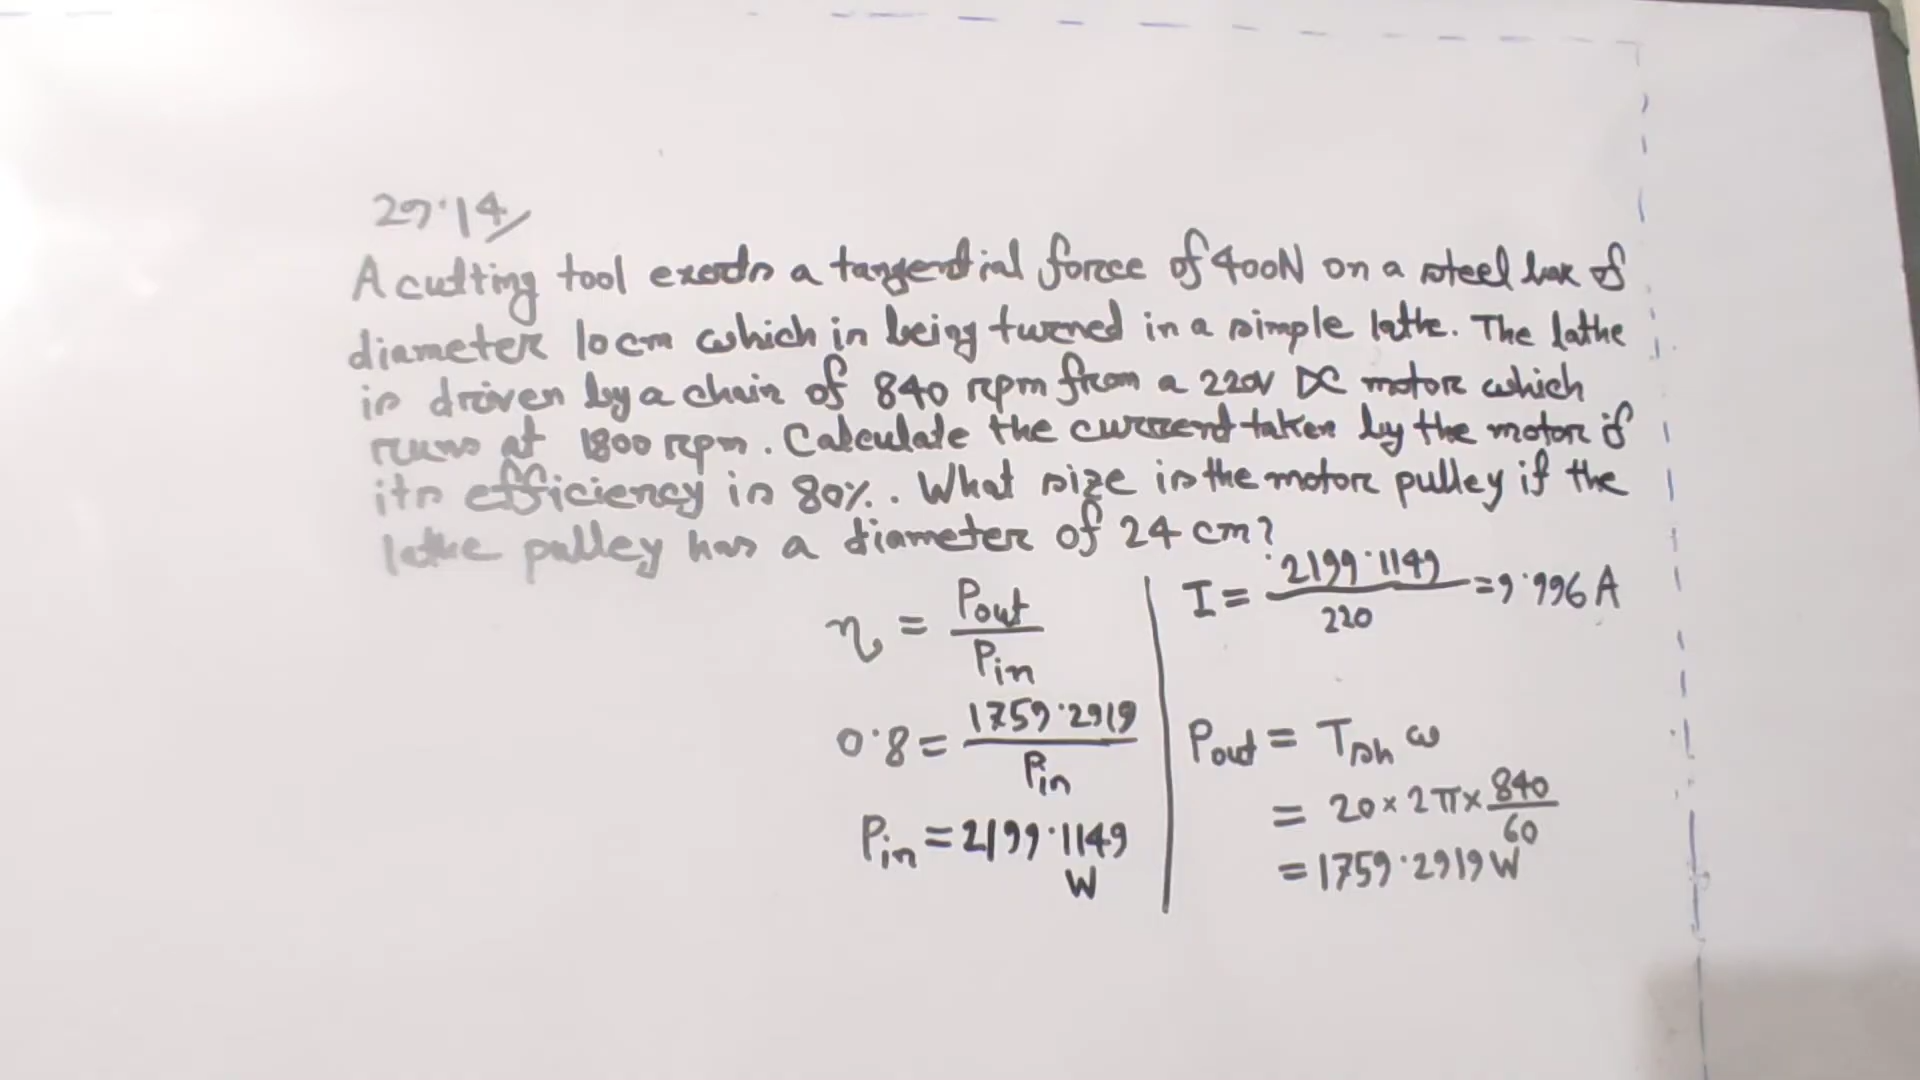 29.14/
A cutting tool exerts a tangential force of 400N on a steel bar of
diameter 10cm which is being turned in a simple lathe. The lathe
is driven by a chain of 840 rpm from a 220V DC motor which
runs at 1800 rpm. Calculate the current taken by the motor if
its efficiency is 80%. What size is the motor pulley if the
lathe pulley has a diameter of 24 cm?
η = Pout / Pin
0.8 = 1759.2919 / Pin
Pin = 2199.1149
W
I = 2199.1149 / 220 = 9.996 A
Pout = Tsh ω
= 20 × 2π × 840 / 60
= 1759.2919 W